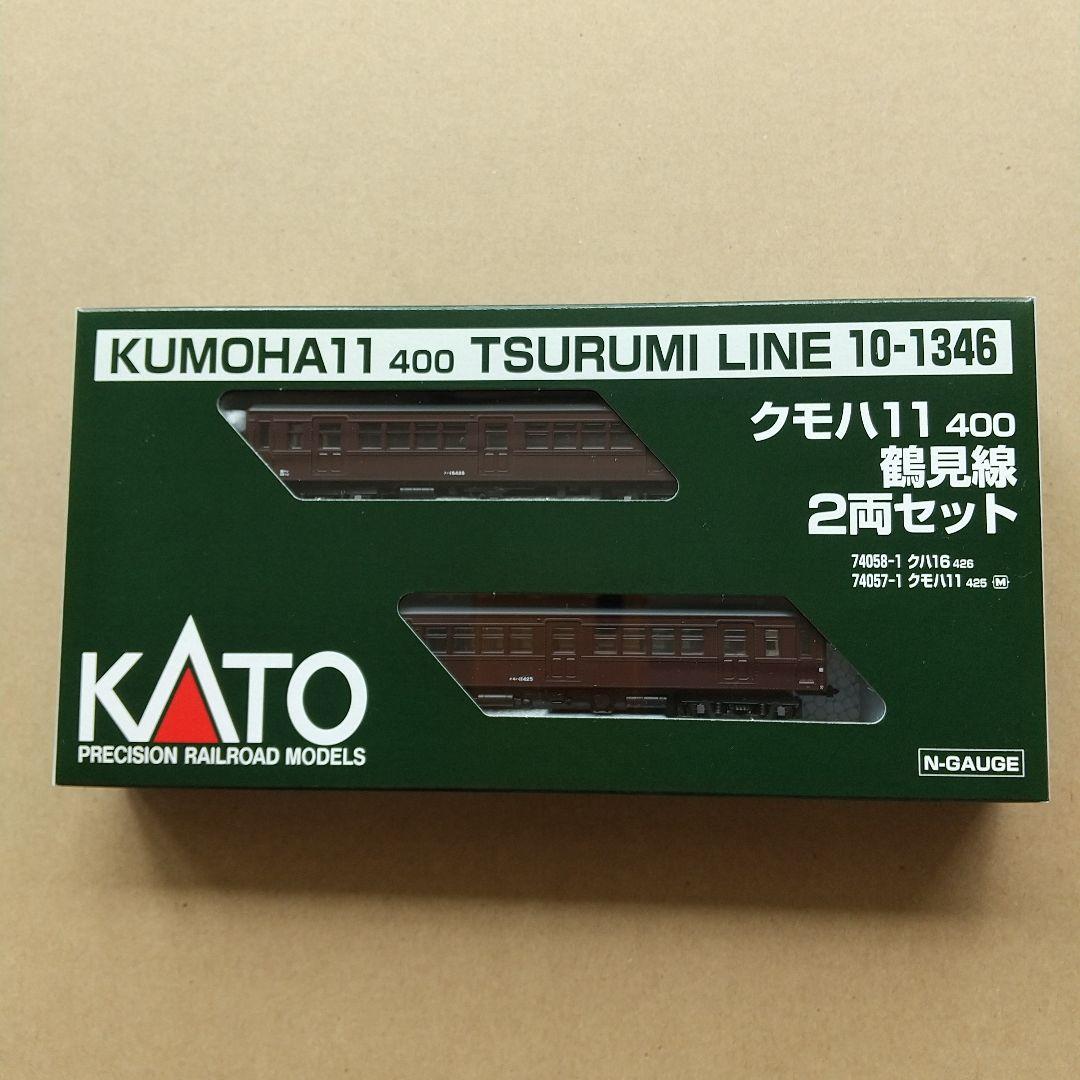 KUMOHA11 400 TSURUMI LINE 10-1346
クモハ11 400
鶴見線
2両セット
74058-1 クハ16 426
74057-1 クモハ11 425 M
KATO
PRECISION RAILROAD MODELS
N-GAUGE